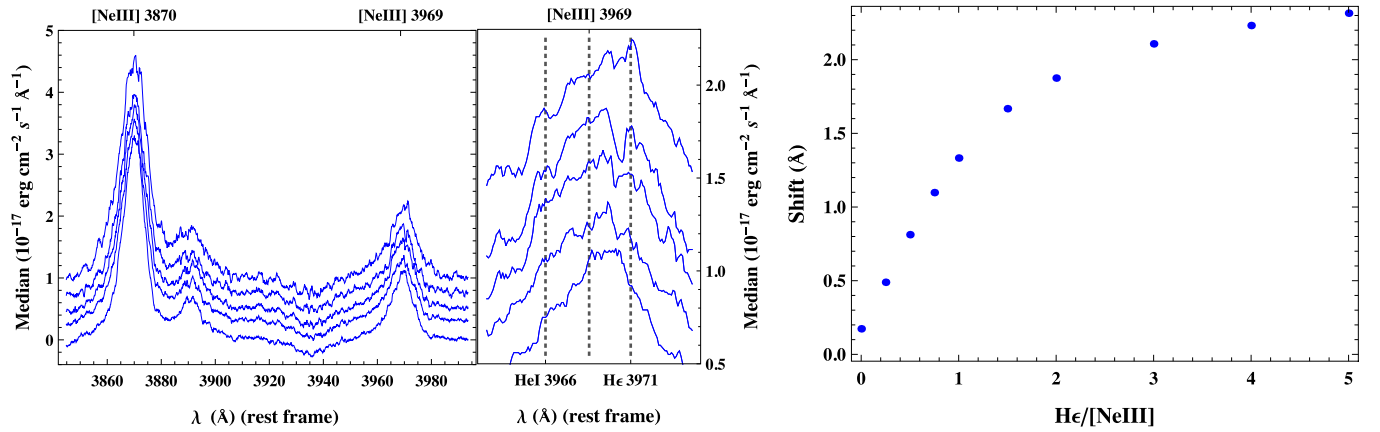 [NeIII] 3870
[NeIII] 3969
[NeIII] 3969
Median (10⁻¹⁷ erg cm⁻² s⁻¹ Å⁻¹)
5
4
3
2
1
0
3860
3880
3900
3920
3940
3960
3980
λ (Å) (rest frame)
2.0
1.5
1.0
0.5
Median (10⁻¹⁷ erg cm⁻² s⁻¹ Å⁻¹)
HeI 3966
Hϵ 3971
λ (Å) (rest frame)
Shift (Å)
2.0
1.5
1.0
0.5
0.0
0
1
2
3
4
5
Hϵ/[NeIII]